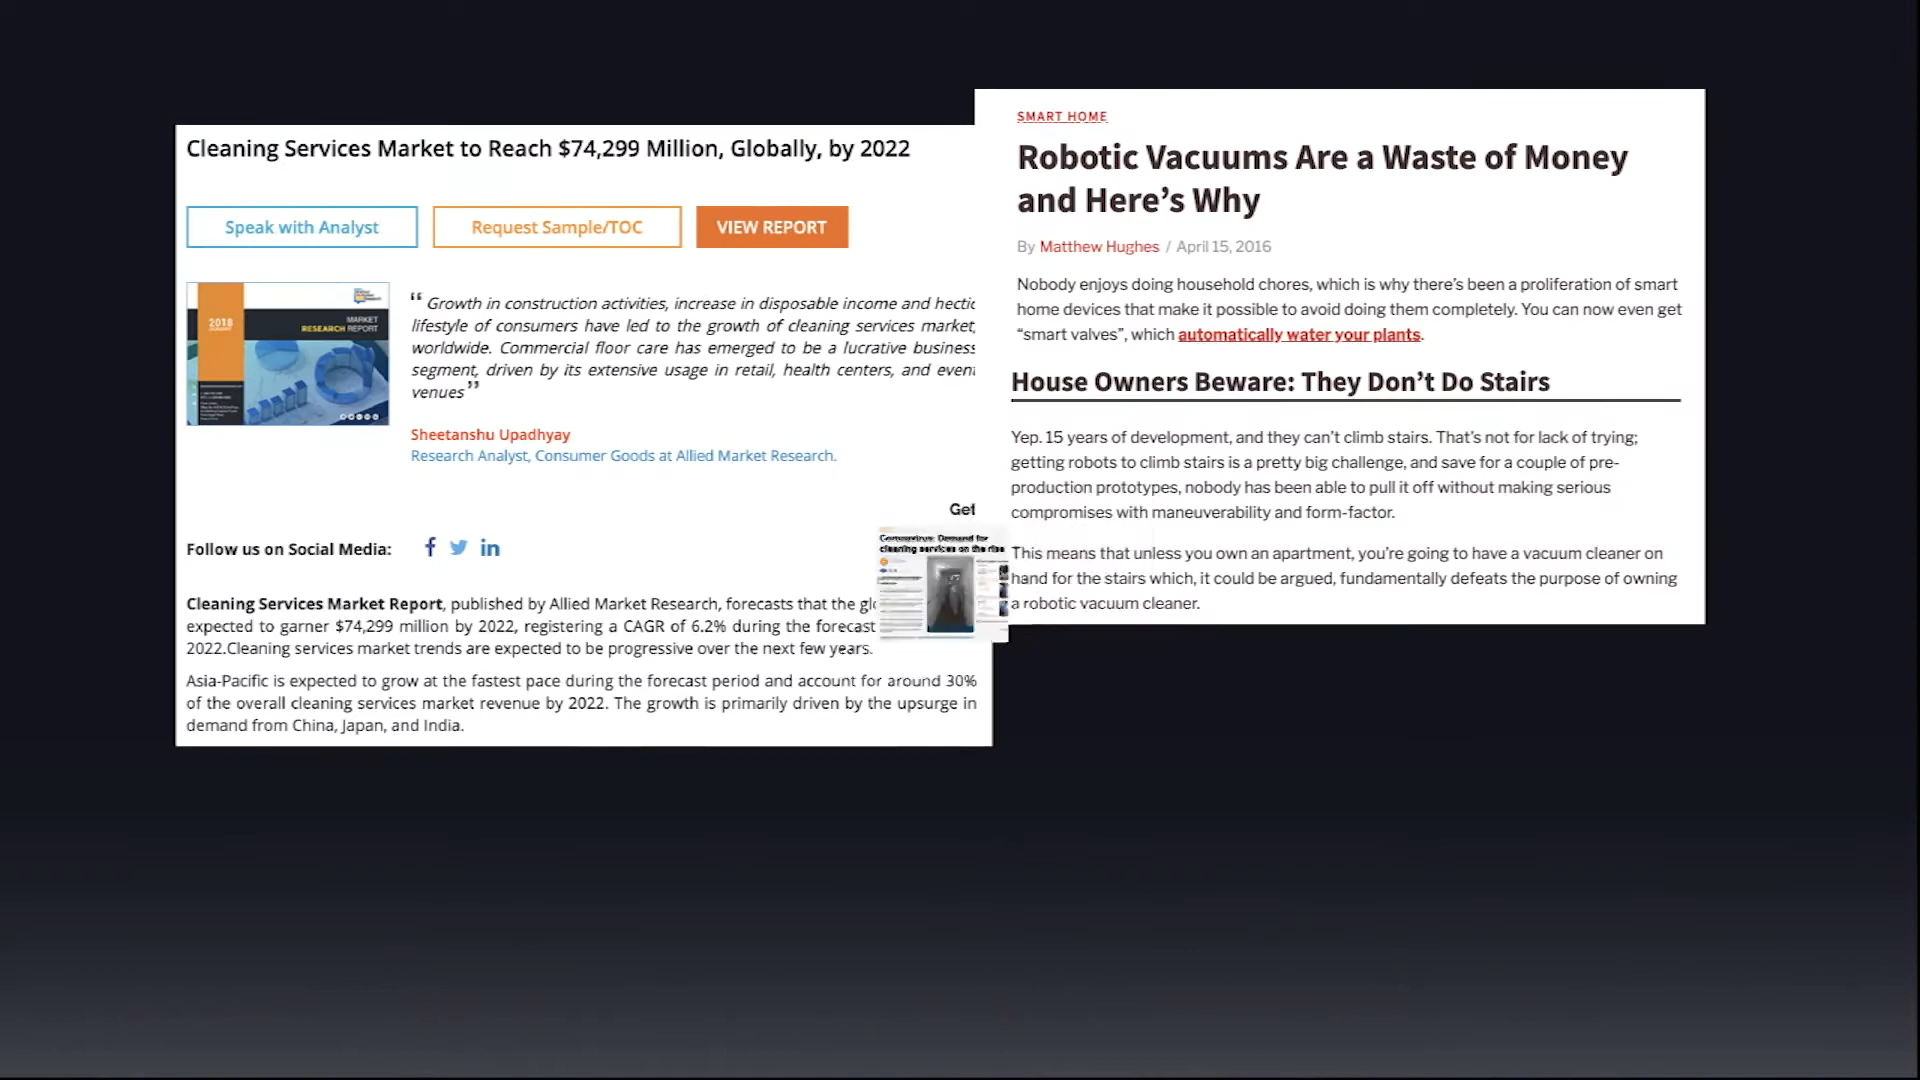 Cleaning Services Market to Reach $74,299 Million, Globally, by 2022
Speak with Analyst
Request Sample/TOC
VIEW REPORT
2018
MARKET
RESEARCH REPORT
“ Growth in construction activities, increase in disposable income and hectic
lifestyle of consumers have led to the growth of cleaning services market,
worldwide. Commercial floor care has emerged to be a lucrative business
segment, driven by its extensive usage in retail, health centers, and event
venues ”
Sheetanshu Upadhyay
Research Analyst, Consumer Goods at Allied Market Research.
Get
Follow us on Social Media:
Cleaning Services Market Report, published by Allied Market Research, forecasts that the glo
expected to garner $74,299 million by 2022, registering a CAGR of 6.2% during the forecast
2022.Cleaning services market trends are expected to be progressive over the next few years.
Asia-Pacific is expected to grow at the fastest pace during the forecast period and account for around 30%
of the overall cleaning services market revenue by 2022. The growth is primarily driven by the upsurge in
demand from China, Japan, and India.
Coronavirus: Demand for
cleaning services on the rise
SMART HOME
Robotic Vacuums Are a Waste of Money
and Here’s Why
By Matthew Hughes / April 15, 2016
Nobody enjoys doing household chores, which is why there’s been a proliferation of smart
home devices that make it possible to avoid doing them completely. You can now even get
“smart valves”, which automatically water your plants.
House Owners Beware: They Don’t Do Stairs
Yep. 15 years of development, and they can’t climb stairs. That’s not for lack of trying;
getting robots to climb stairs is a pretty big challenge, and save for a couple of pre-
production prototypes, nobody has been able to pull it off without making serious
compromises with maneuverability and form-factor.
This means that unless you own an apartment, you’re going to have a vacuum cleaner on
hand for the stairs which, it could be argued, fundamentally defeats the purpose of owning
a robotic vacuum cleaner.